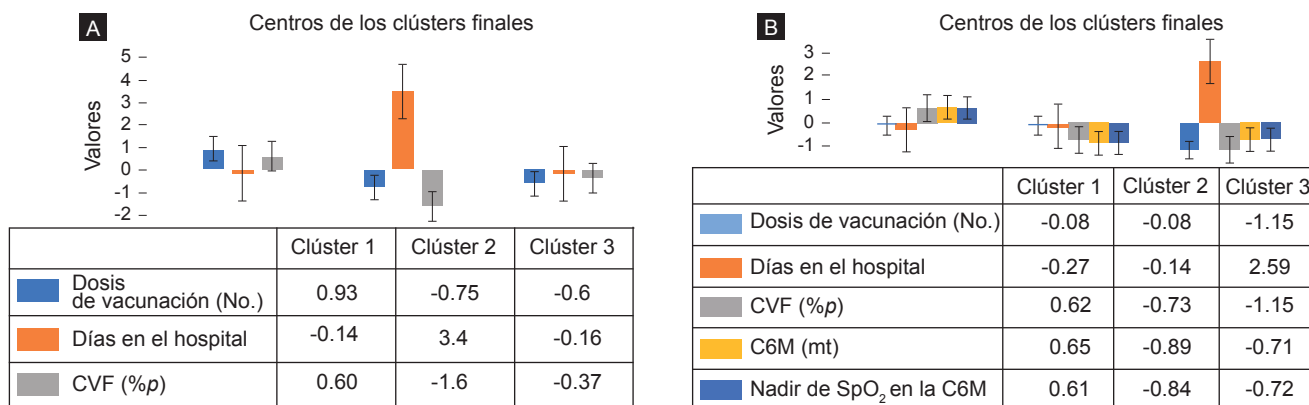 A
Centros de los clústers finales
Valores
5
4
3
2
1
0
-1
-2
Clúster 1 Clúster 2 Clúster 3
Dosis
de vacunación (No.) 0.93 -0.75 -0.6
Días en el hospital -0.14 3.4 -0.16
CVF (%p) 0.60 -1.6 -0.37
B
Centros de los clústers finales
Valores
3
2
1
0
-1
Clúster 1 Clúster 2 Clúster 3
Dosis de vacunación (No.) -0.08 -0.08 -1.15
Días en el hospital -0.27 -0.14 2.59
CVF (%p) 0.62 -0.73 -1.15
C6M (mt) 0.65 -0.89 -0.71
Nadir de SpO₂ en la C6M 0.61 -0.84 -0.72